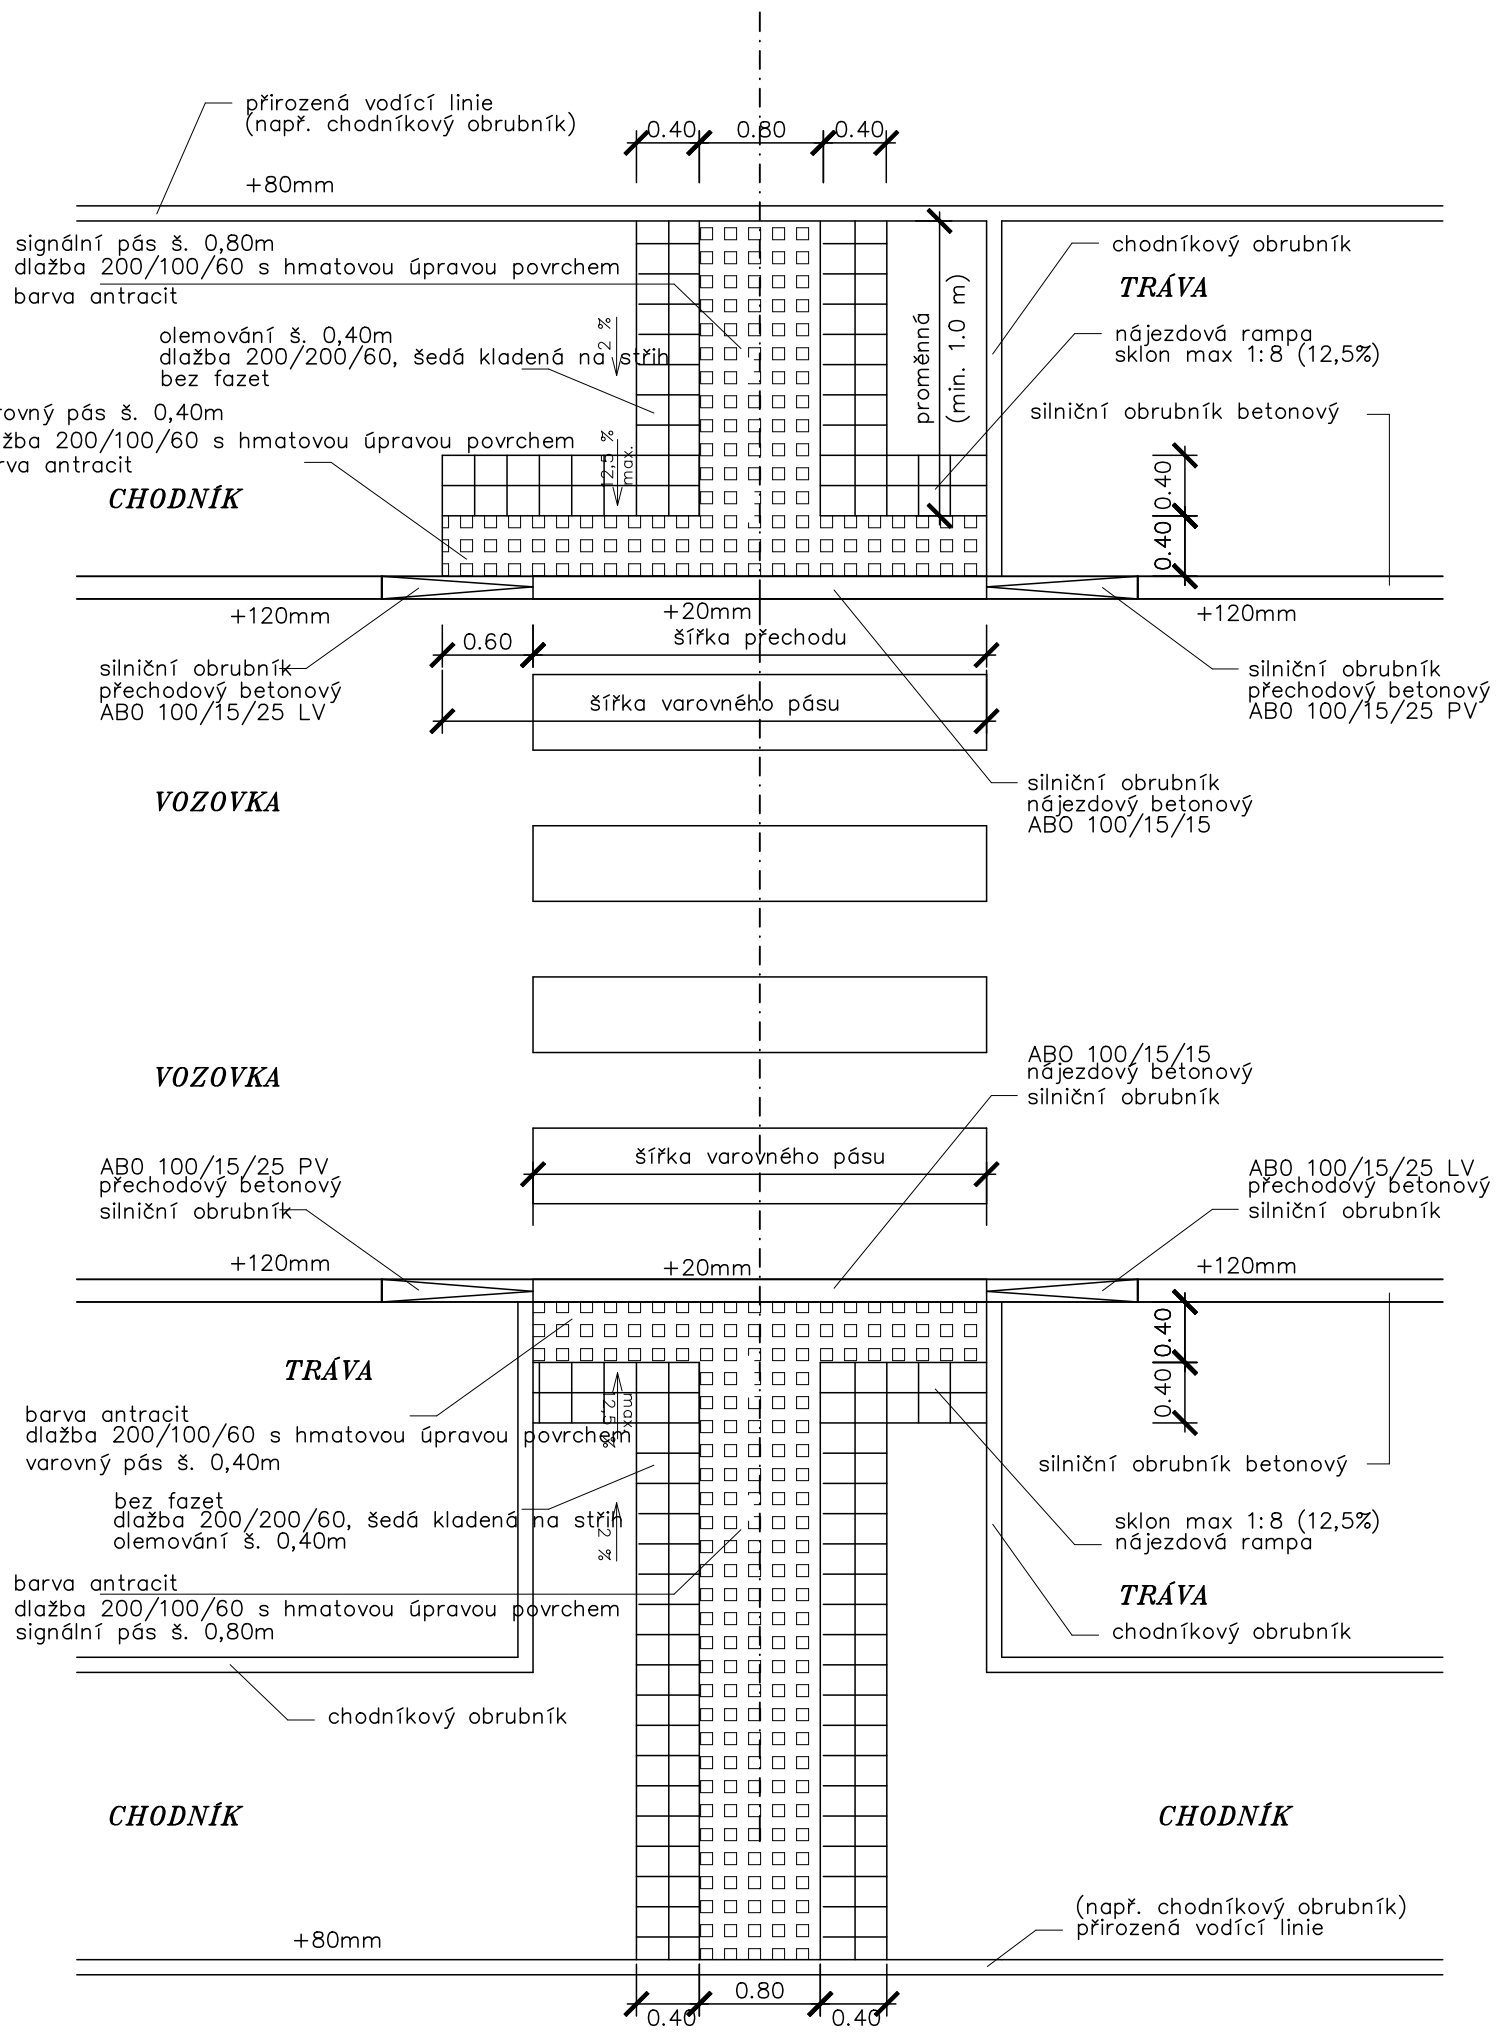 přirozená vodící linie
(např. chodníkový obrubník)
0.40 0.80 0.40
+80mm
signální pás š. 0,80m
dlažba 200/100/60 s hmatovou úpravou povrchem
barva antracit
chodníkový obrubník
TRÁVA
olemování š. 0,40m
dlažba 200/200/60, šedá kladená na střih
bez fazet
2 %
proměnná
(min. 1.0 m)
nájezdová rampa
sklon max 1:8 (12,5%)
silniční obrubník betonový
pás š. 0,40m
200/100/60 s hmatovou úpravou povrchem
antracit
12,5 %
max.
CHODNÍK
0.40
0.40
+120mm
+20mm
+120mm
0.60
šířka přechodu
silniční obrubník
přechodový betonový
ABO 100/15/25 LV
silniční obrubník
přechodový betonový
ABO 100/15/25 PV
šířka varovného pásu
silniční obrubník
nájezdový betonový
ABO 100/15/15
VOZOVKA
VOZOVKA
ABO 100/15/15
nájezdový betonový
silniční obrubník
šířka varovného pásu
ABO 100/15/25 PV
přechodový betonový
silniční obrubník
ABO 100/15/25 LV
přechodový betonový
silniční obrubník
+120mm
+20mm
+120mm
0.40
0.40
TRÁVA
max.
12,5 %
barva antracit
dlažba 200/100/60 s hmatovou úpravou povrchem
varovný pás š. 0,40m
silniční obrubník betonový
bez fazet
dlažba 200/200/60, šedá kladená na střih
olemování š. 0,40m
2 %
sklon max 1:8 (12,5%)
nájezdová rampa
barva antracit
dlažba 200/100/60 s hmatovou úpravou povrchem
signální pás š. 0,80m
TRÁVA
chodníkový obrubník
chodníkový obrubník
CHODNÍK
CHODNÍK
(např. chodníkový obrubník)
přirozená vodící linie
+80mm
0.40 0.80 0.40